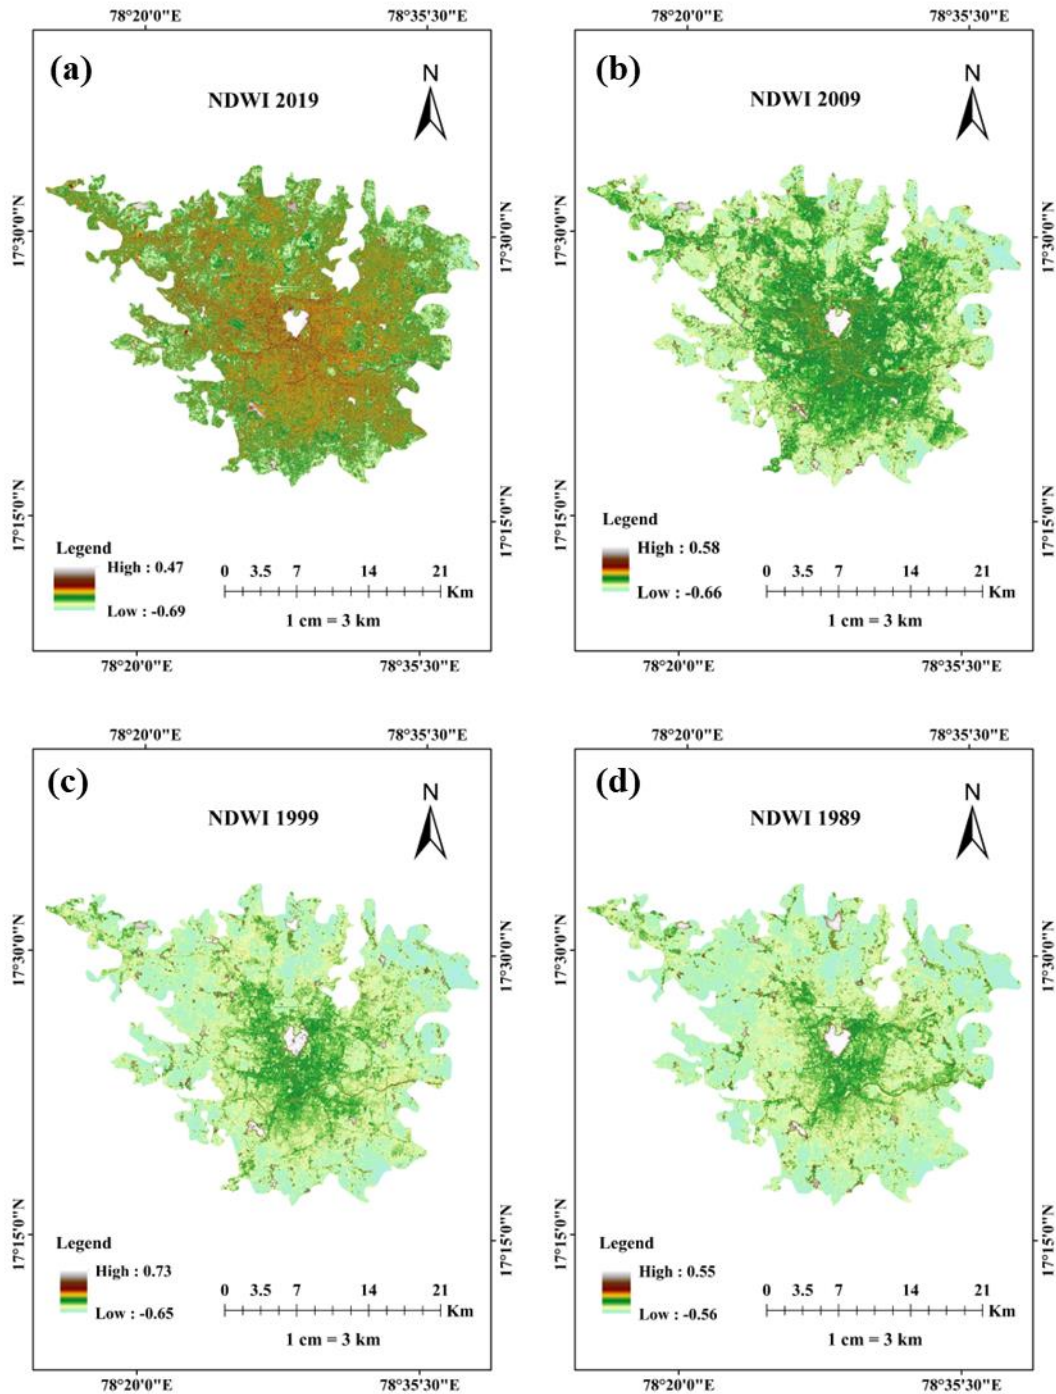 78°20'0"E 78°35'30"E
(a)
N
NDWI 2019
17°30'0"N 17°30'0"N
17°15'0"N 17°15'0"N
Legend
High : 0.47
Low : -0.69
0 3.5 7 14 21
Km
1 cm = 3 km
78°20'0"E 78°35'30"E
78°20'0"E 78°35'30"E
(b)
N
NDWI 2009
17°30'0"N 17°30'0"N
17°15'0"N 17°15'0"N
Legend
High : 0.58
Low : -0.66
0 3.5 7 14 21
Km
1 cm = 3 km
78°20'0"E 78°35'30"E
78°20'0"E 78°35'30"E
(c)
N
NDWI 1999
17°30'0"N 17°30'0"N
17°15'0"N 17°15'0"N
Legend
High : 0.73
Low : -0.65
0 3.5 7 14 21
Km
1 cm = 3 km
78°20'0"E 78°35'30"E
78°20'0"E 78°35'30"E
(d)
N
NDWI 1989
17°30'0"N 17°30'0"N
17°15'0"N 17°15'0"N
Legend
High : 0.55
Low : -0.56
0 3.5 7 14 21
Km
1 cm = 3 km
78°20'0"E 78°35'30"E